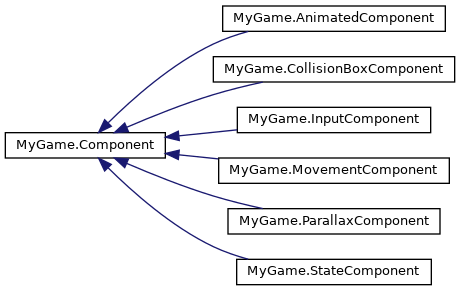 MyGame.AnimatedComponent
MyGame.CollisionBoxComponent
MyGame.InputComponent
MyGame.Component
MyGame.MovementComponent
MyGame.ParallaxComponent
MyGame.StateComponent